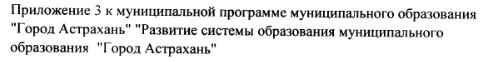 Приложение 3 к муниципальной программе муниципального образования
"Город Астрахань" "Развитие системы образования муниципального
образования "Город Астрахань"